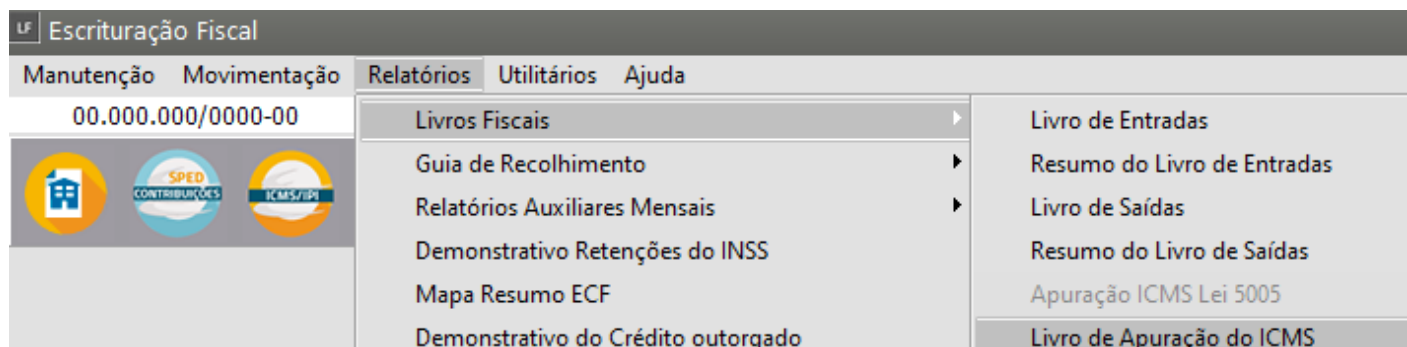 LF Escrituração Fiscal
Manutenção Movimentação Relatórios Utilitários Ajuda
00.000.000/0000-00
SPED
CONTRIBUIÇÕES
ICMS/IPI
Livros Fiscais
Guia de Recolhimento
Relatórios Auxiliares Mensais
Demonstrativo Retenções do INSS
Mapa Resumo ECF
Demonstrativo do Crédito outorgado
Livro de Entradas
Resumo do Livro de Entradas
Livro de Saídas
Resumo do Livro de Saídas
Apuração ICMS Lei 5005
Livro de Apuração do ICMS